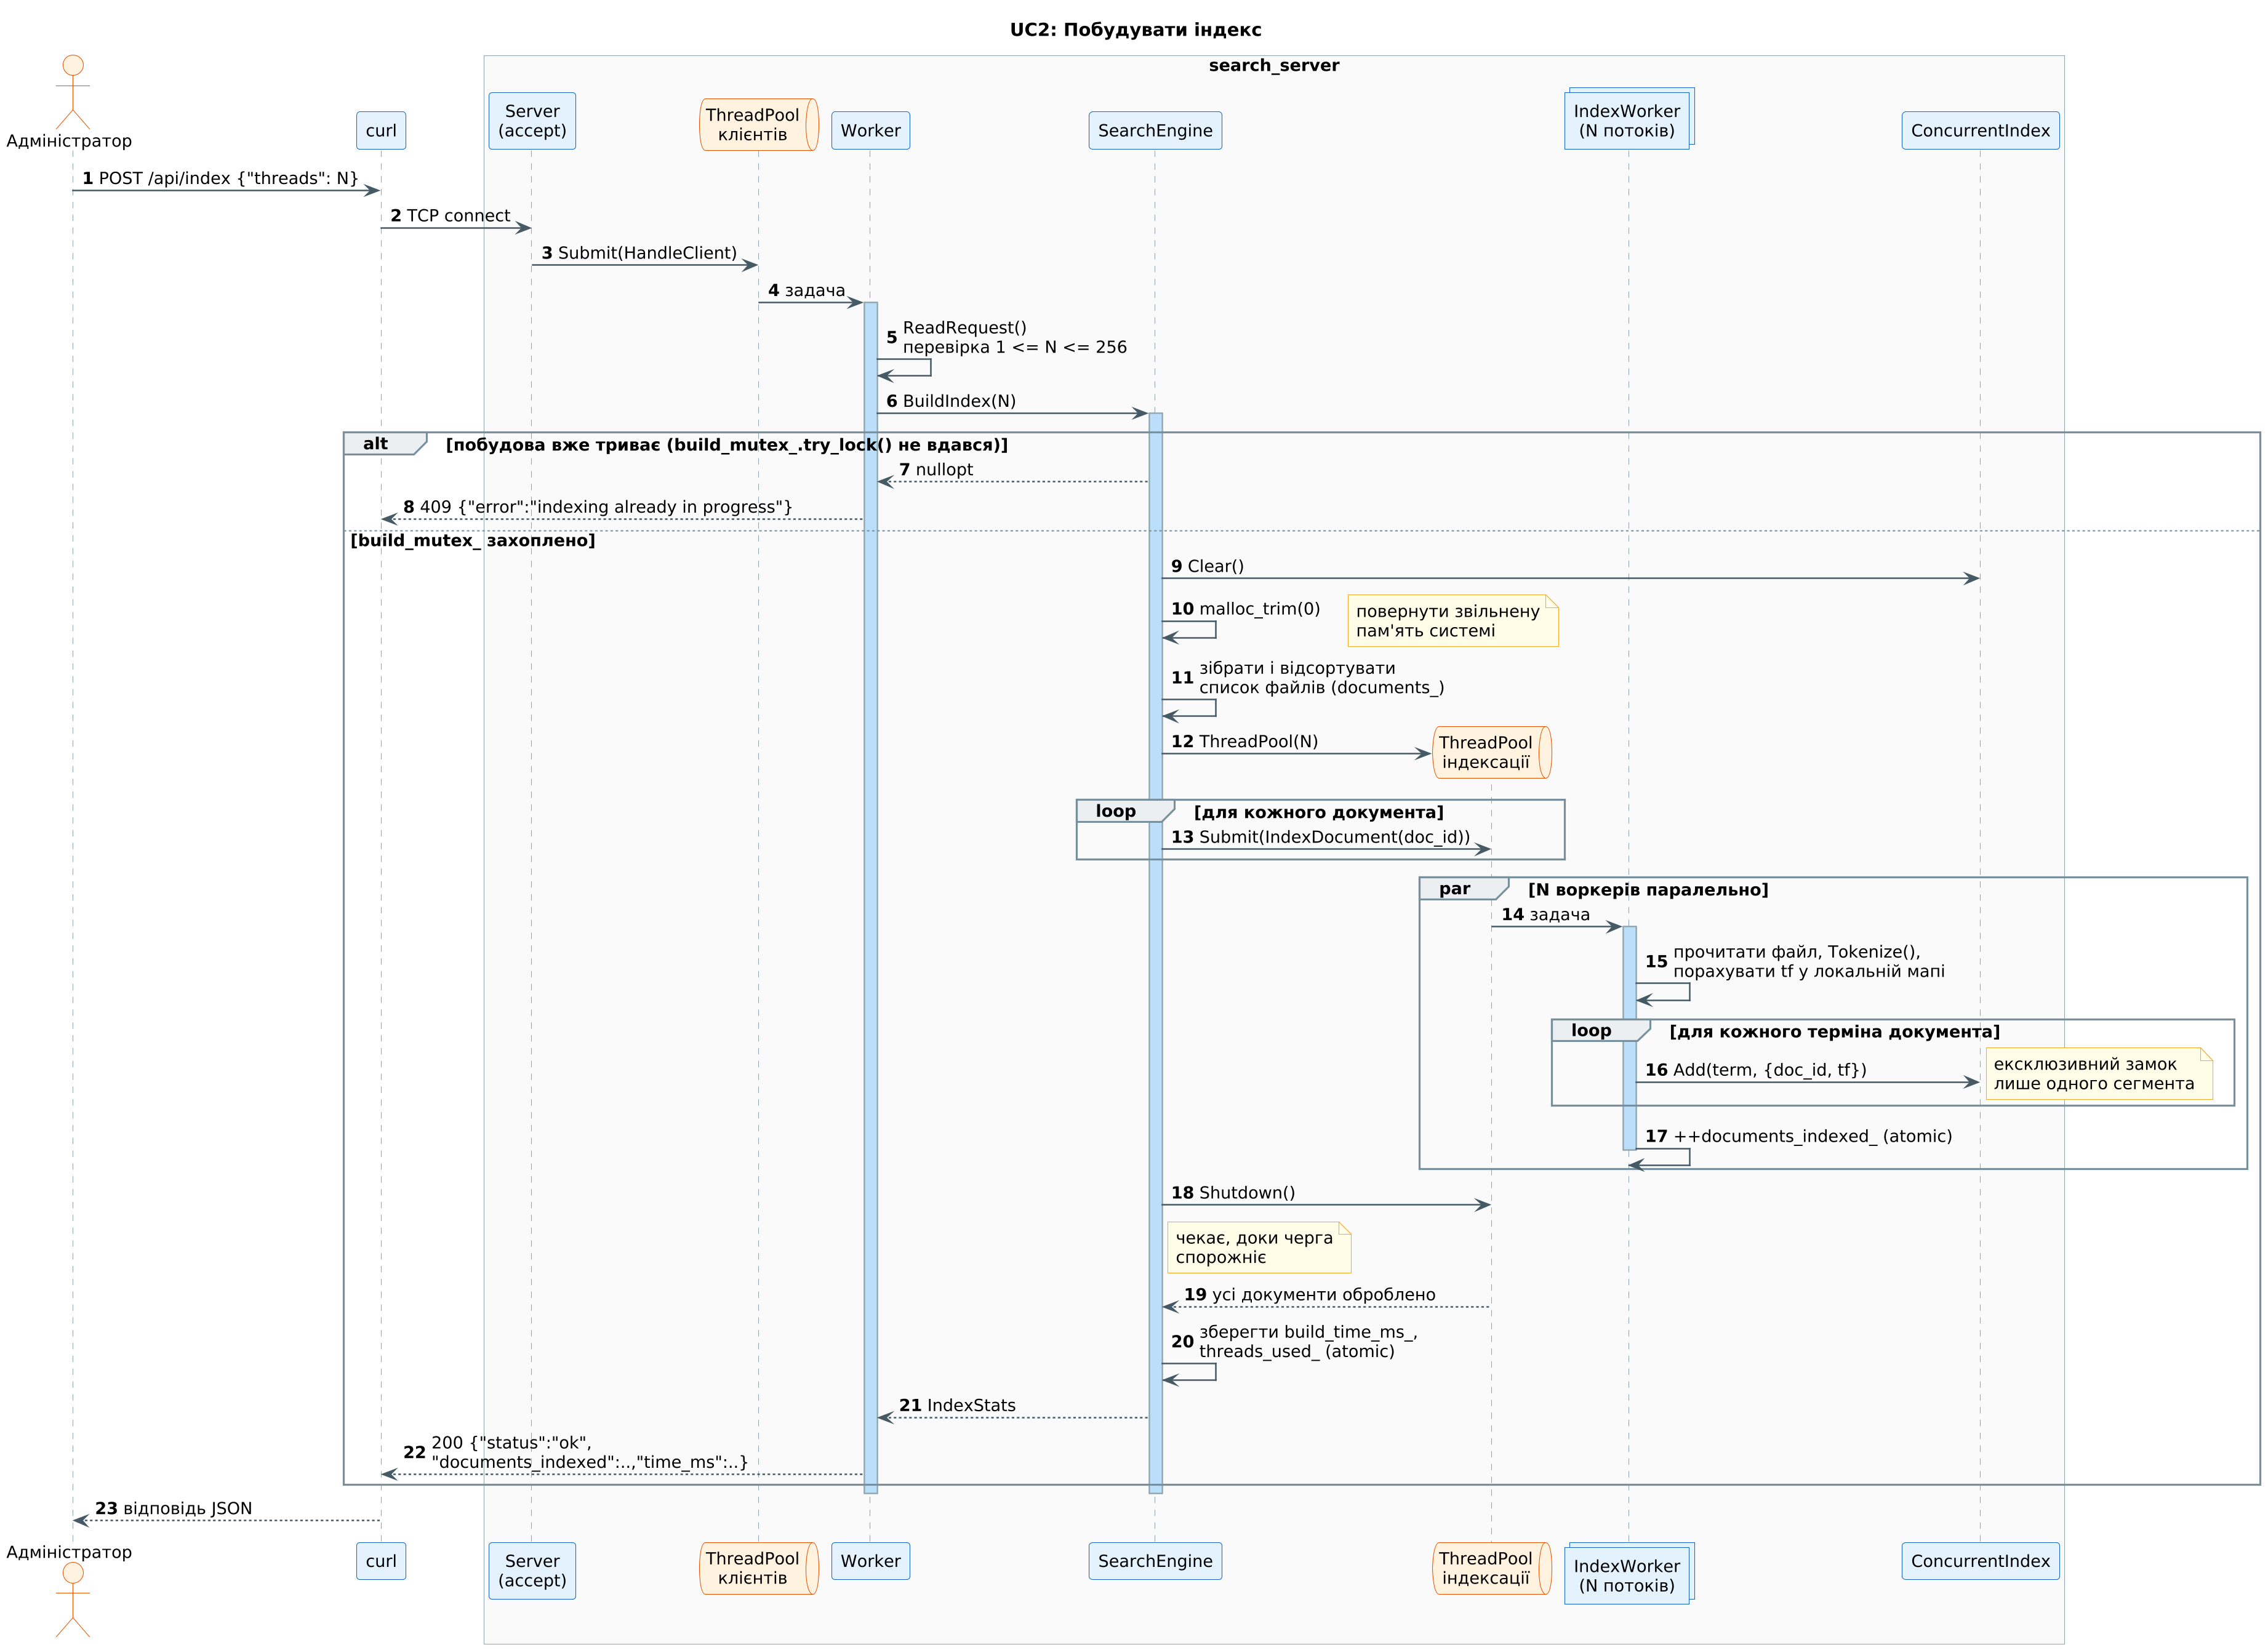 UC2: Побудувати індекс
search_server
Адміністратор
curl
Server
(accept)
ThreadPool
клієнтів
Worker
SearchEngine
IndexWorker
(N потоків)
ConcurrentIndex
1 POST /api/index {"threads": N}
2 TCP connect
3 Submit(HandleClient)
4 задача
5 ReadRequest()
перевірка 1 <= N <= 256
6 BuildIndex(N)
alt [побудова вже триває (build_mutex_.try_lock() не вдався)]
7 nullopt
8 409 {"error":"indexing already in progress"}
[build_mutex_ захоплено]
9 Clear()
10 malloc_trim(0)
повернути звільнену
пам'ять системі
11 зібрати і відсортувати
список файлів (documents_)
12 ThreadPool(N)
ThreadPool
індексації
loop [для кожного документа]
13 Submit(IndexDocument(doc_id))
par [N воркерів паралельно]
14 задача
15 прочитати файл, Tokenize(),
порахувати tf у локальній мапі
loop [для кожного терміна документа]
16 Add(term, {doc_id, tf})
ексклюзивний замок
лише одного сегмента
17 ++documents_indexed_ (atomic)
18 Shutdown()
чекає, доки черга
спорожніє
19 усі документи оброблено
20 зберегти build_time_ms_,
threads_used_ (atomic)
21 IndexStats
22 200 {"status":"ok",
"documents_indexed":..,"time_ms":..}
23 відповідь JSON
Адміністратор
curl
Server
(accept)
ThreadPool
клієнтів
Worker
SearchEngine
ThreadPool
індексації
IndexWorker
(N потоків)
ConcurrentIndex